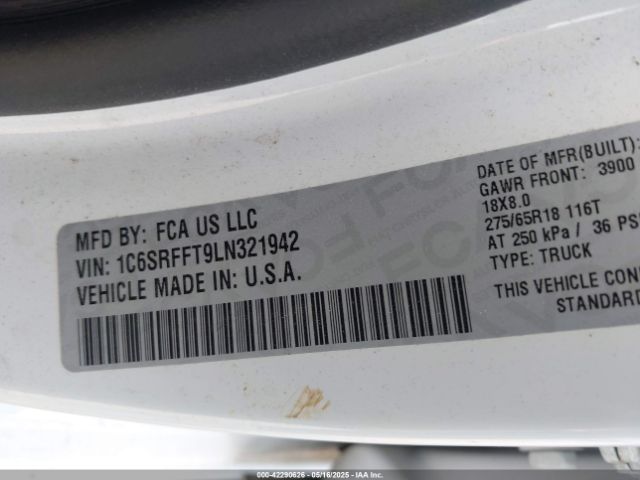 MFD BY: FCA US LLC
VIN: 1C6SRFFT9LN321942
VEHICLE MADE IN: U.S.A.
DATE OF MFR(BUILT):
GAWR FRONT: 3900
18X8.0
275/65R18 116T
AT 250 kPa / 36 PS
TYPE: TRUCK
THIS VEHICLE CON
STANDARD
000-42290626 - 05/16/2025 - IAA Inc.